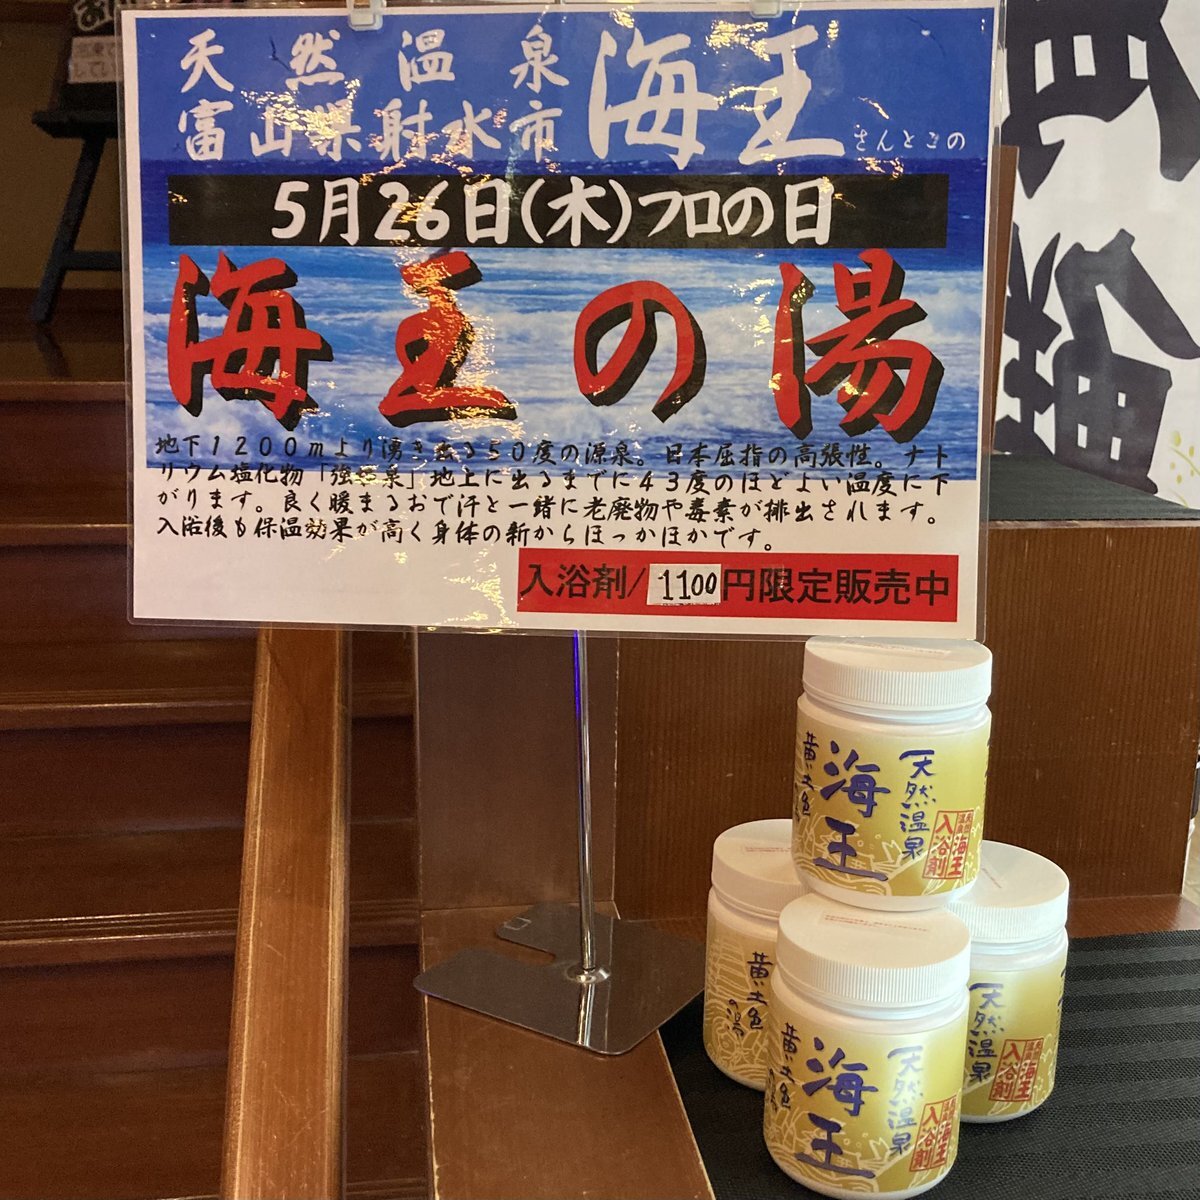 天然温泉
富山県射水市
海王
さんとこの
5月26日(木)フロの日
海王の湯
地下1200mより湧き出る50度の源泉。日本屈指の高張性。ナト
リウム塩化物「強塩泉」地上に出るまでに43度のほどよい温度に下
がります。良く暖まるおで汗と一緒に老廃物や毒素が排出されます。
入浴後も保温効果が高く身体の新からほっかほかです。
入浴剤/1100円限定販売中
天然温泉
海王
黄土色
海王
入浴剤
黄土色
の湯
天然温泉
海王
黄土色
海王
入浴剤
天然温泉
海王
入浴剤